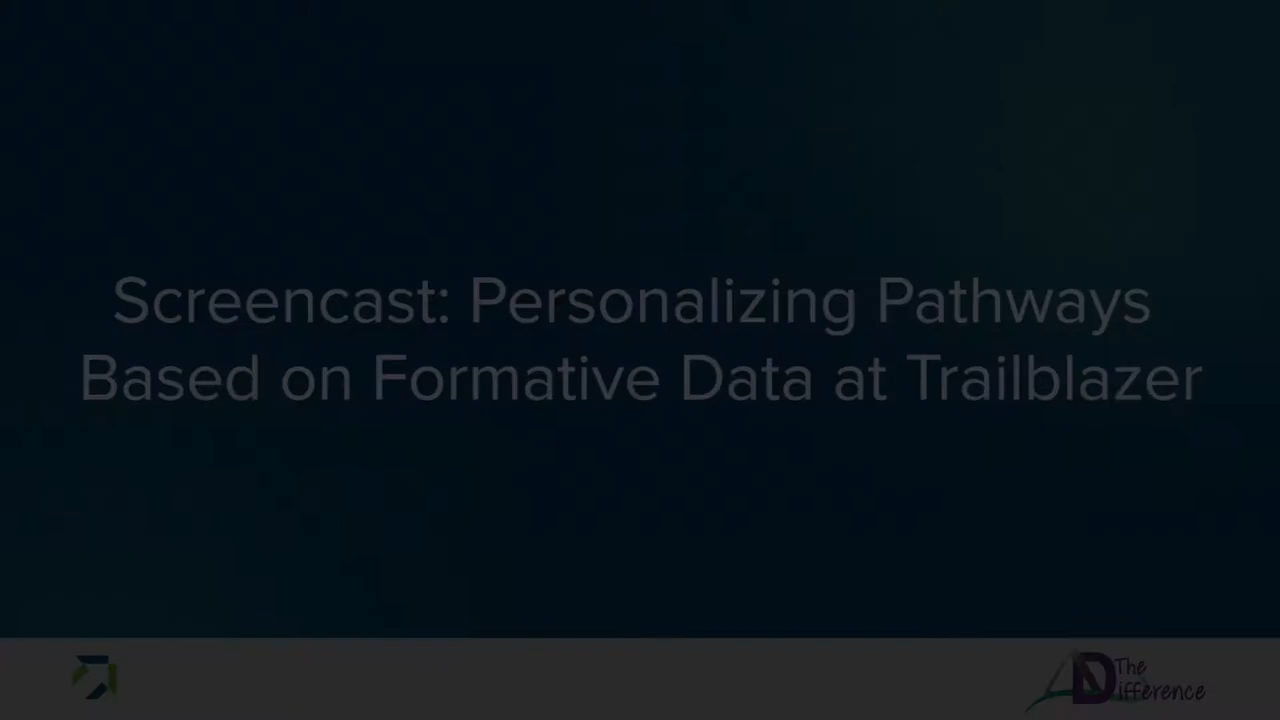 Screencast: Personalizing Pathways
Based on Formative Data at Trailblazer
The
Difference